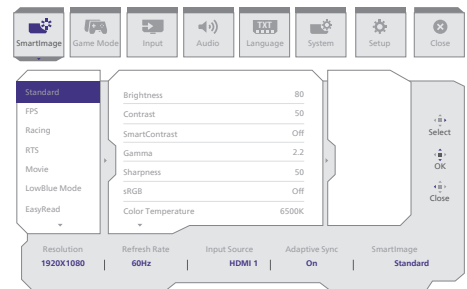 TXT
SmartImage Game Mode Input Audio Language System Setup Close
Standard
FPS
Racing
RTS
Movie
LowBlue Mode
EasyRead
Brightness 80
Contrast 50
SmartContrast Off
Gamma 2.2
Sharpness 50
sRGB Off
Color Temperature 6500K
Select
OK
Close
Resolution Refresh Rate Input Source Adaptive Sync SmartImage
1920X1080 | 60Hz | HDMI 1 | On | Standard